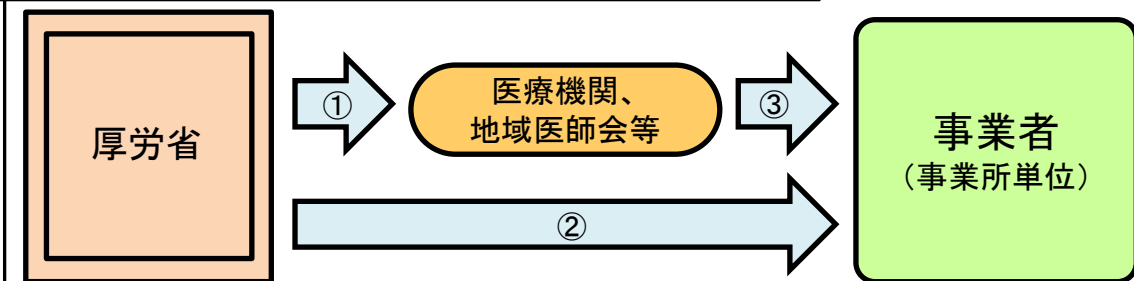 厚労省
①
医療機関、
地域医師会等
③
②
事業者
（事業所単位）